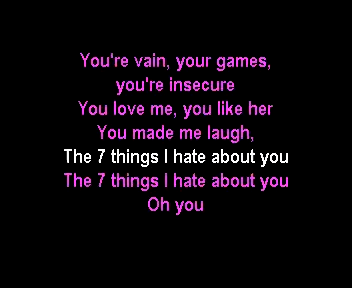 You're vain, your games,
you're insecure
You love me, you like her
You made me laugh,
The 7 things I hate about you
The 7 things I hate about you
Oh you